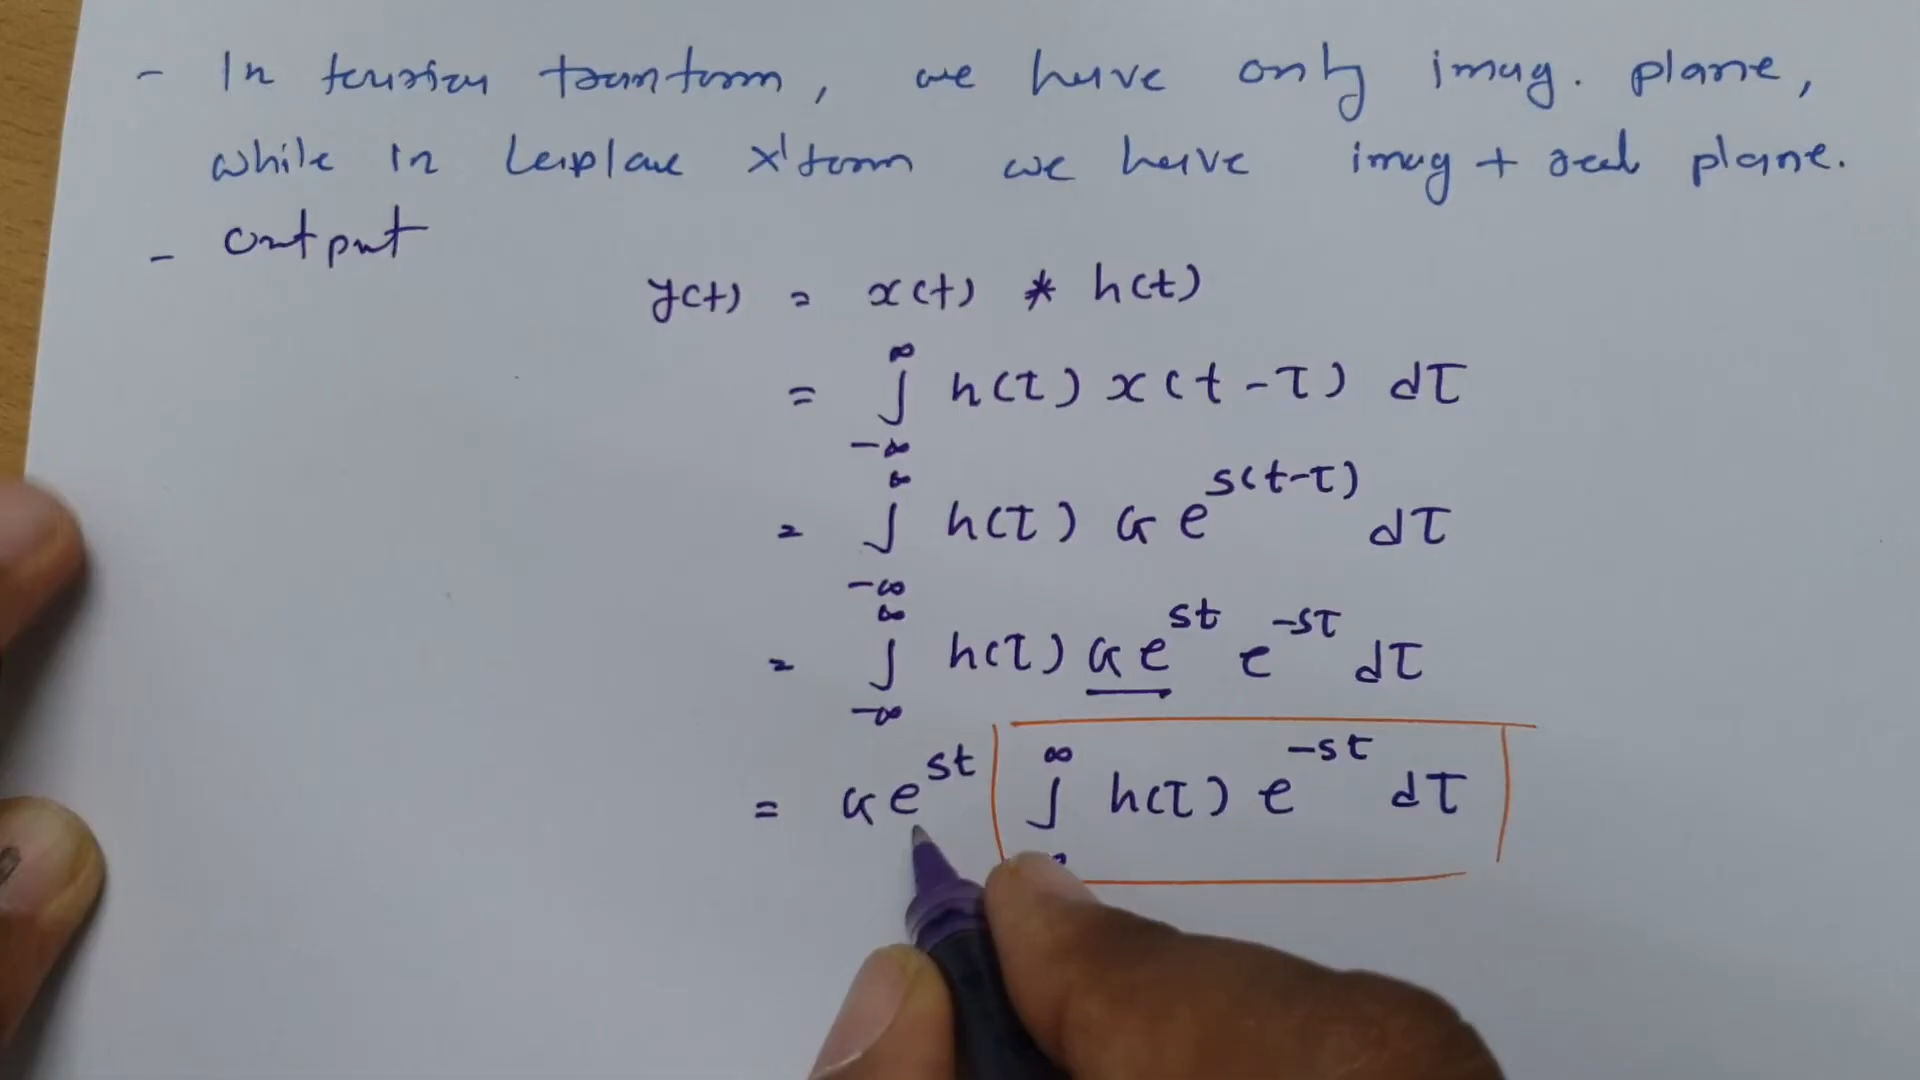 - In fourier tranform, we have only imag. plane,
while in Laplace x'form we have imag + real plane.
- output
y(t) = x(t) * h(t)
= ∫_{-∞}^{∞} h(τ) x(t-τ) dτ
= ∫_{-∞}^{∞} h(τ) G e^{s(t-τ)} dτ
= ∫_{-∞}^{∞} h(τ) G e^{st} e^{-sτ} dτ
= G e^{st} ∫^{∞} h(τ) e^{-sτ} dτ